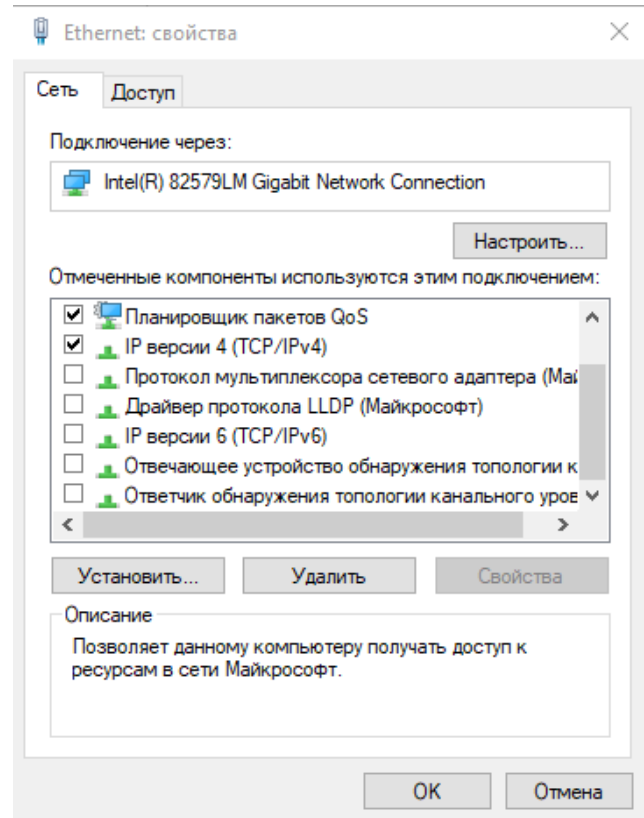 Ethernet: свойства
Сеть
Доступ
Подключение через:
Intel(R) 82579LM Gigabit Network Connection
Настроить...
Отмеченные компоненты используются этим подключением:
Планировщик пакетов QoS
IP версии 4 (TCP/IPv4)
Протокол мультиплексора сетевого адаптера (Май
Драйвер протокола LLDP (Майкрософт)
IP версии 6 (TCP/IPv6)
Отвечающее устройство обнаружения топологии к
Ответчик обнаружения топологии канального уров
Установить...
Удалить
Свойства
Описание
Позволяет данному компьютеру получать доступ к
ресурсам в сети Майкрософт.
OK
Отмена